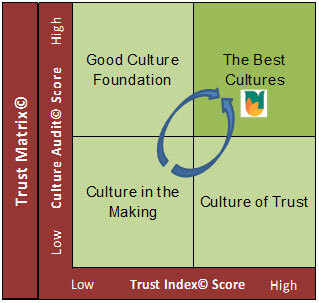 Trust Matrix©
Low Culture Audit© Score High
Good Culture
Foundation
The Best
Cultures
Culture in the
Making
Culture of Trust
Low Trust Index© Score High